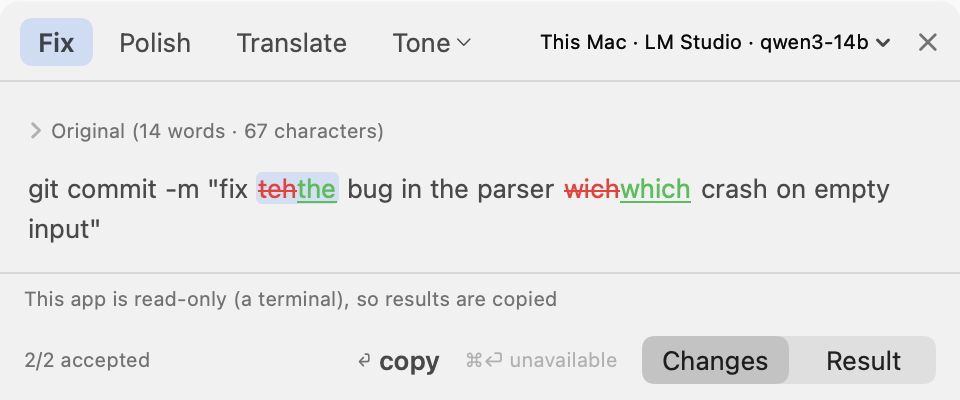 Fix Polish Translate Tone This Mac · LM Studio · qwen3-14b
Original (14 words · 67 characters)
git commit -m "fix tehthe bug in the parser wichwhich crash on empty
input"
This app is read-only (a terminal), so results are copied
2/2 accepted ⏎ copy ⌘⏎ unavailable Changes Result